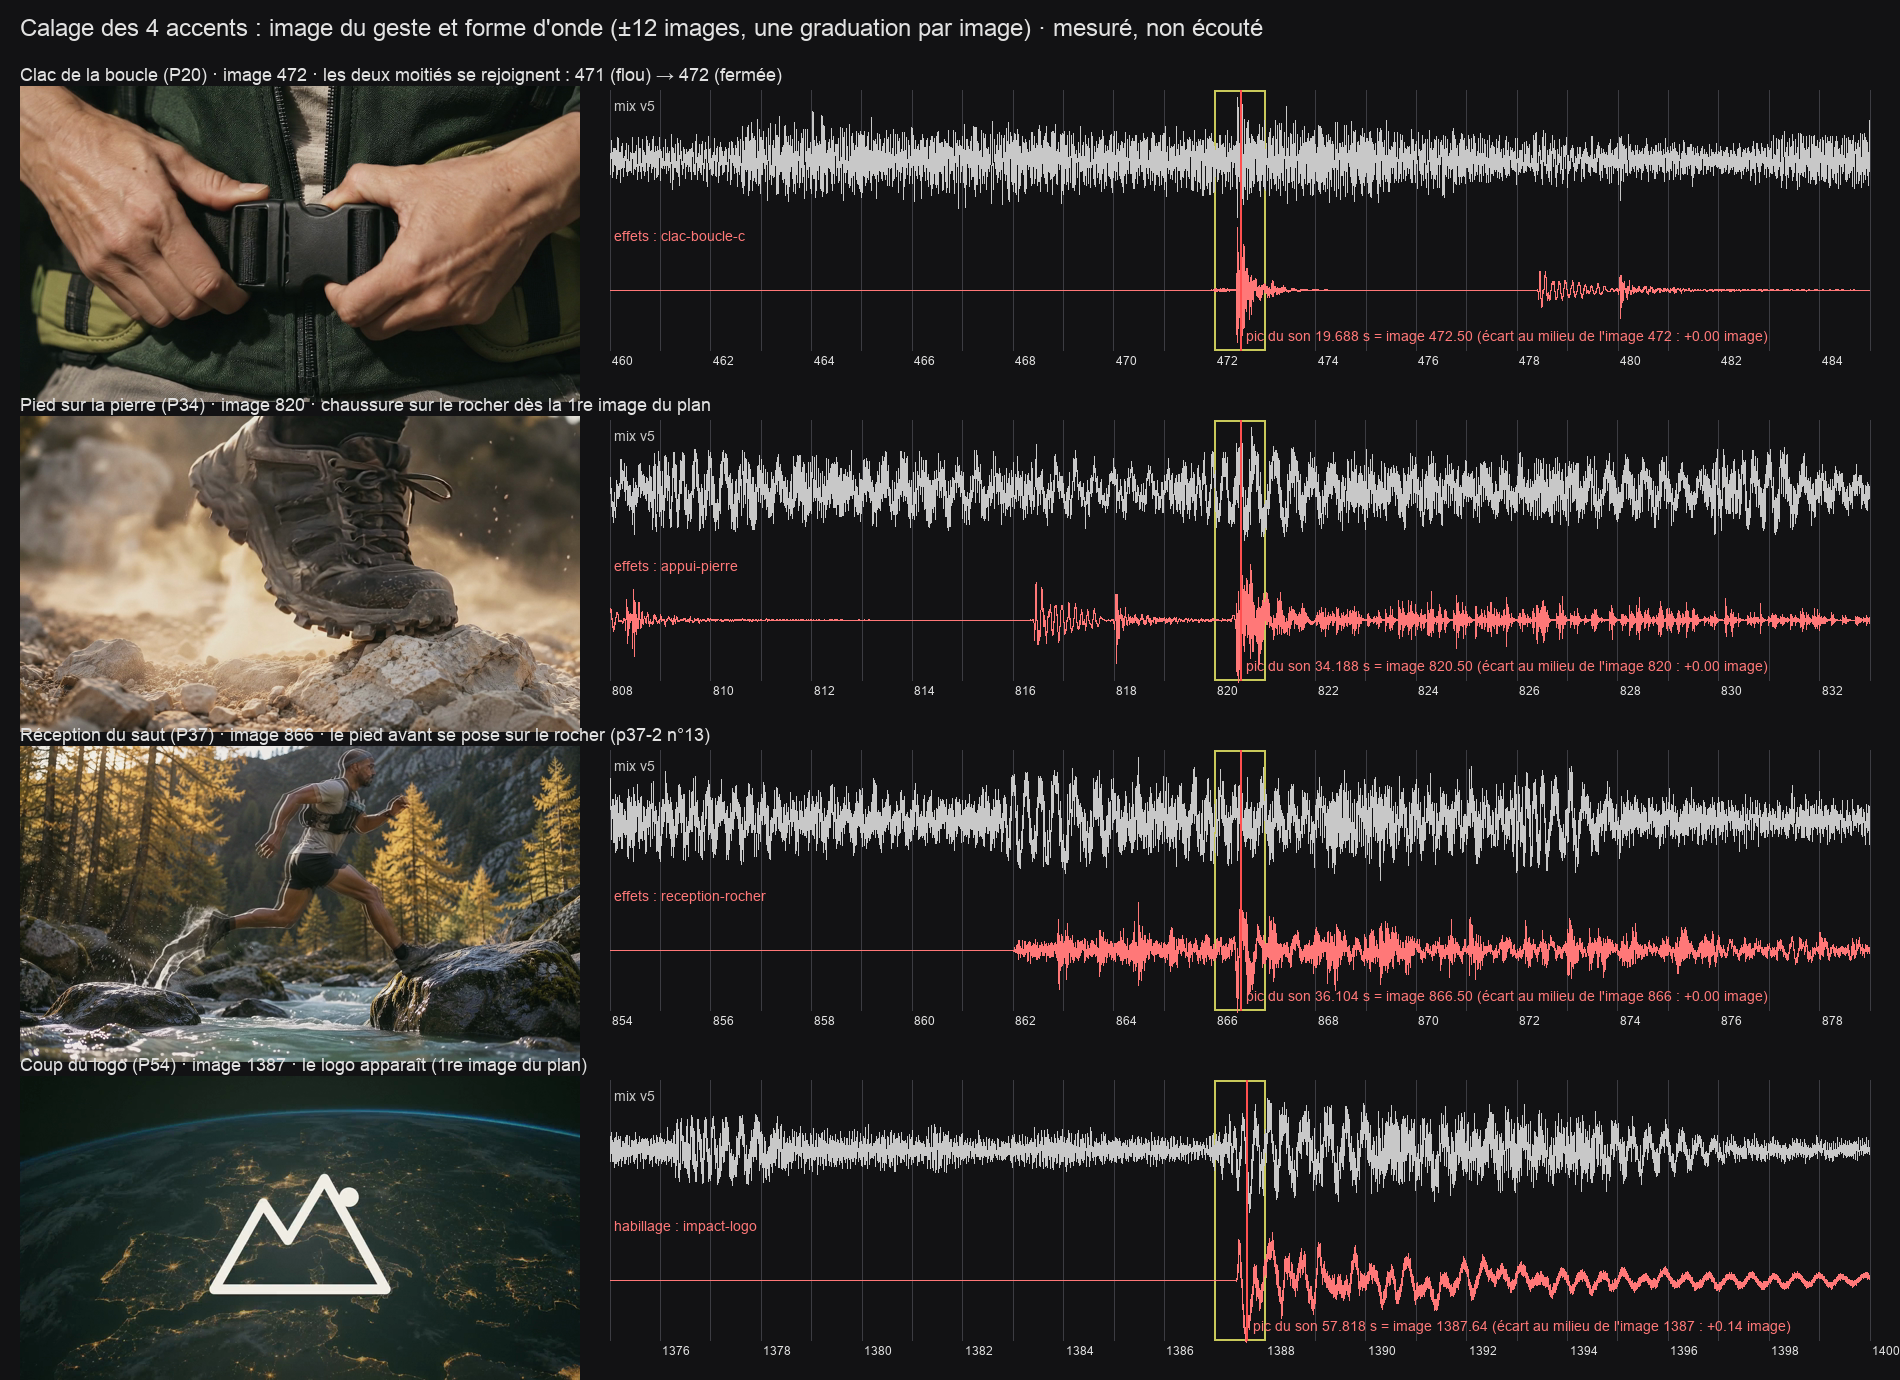 Calage des 4 accents : image du geste et forme d'onde (±12 images, une graduation par image) · mesuré, non écouté
Clac de la boucle (P20) · image 472 · les deux moitiés se rejoignent : 471 (flou) → 472 (fermée)
mix v5
effets : clac-boucle-c
pic du son 19.688 s = image 472.50 (écart au milieu de l'image 472 : +0.00 image)
460 462 464 466 468 470 472 474 476 478 480 482 484
Pied sur la pierre (P34) · image 820 · chaussure sur le rocher dès la 1re image du plan
mix v5
effets : appui-pierre
pic du son 34.188 s = image 820.50 (écart au milieu de l'image 820 : +0.00 image)
808 810 812 814 816 818 820 822 824 826 828 830 832
Réception du saut (P37) · image 866 · le pied avant se pose sur le rocher (p37-2 n°13)
mix v5
effets : reception-rocher
pic du son 36.104 s = image 866.50 (écart au milieu de l'image 866 : +0.00 image)
854 856 858 860 862 864 866 868 870 872 874 876 878
Coup du logo (P54) · image 1387 · le logo apparaît (1re image du plan)
mix v5
habillage : impact-logo
pic du son 57.818 s = image 1387.64 (écart au milieu de l'image 1387 : +0.14 image)
1376 1378 1380 1382 1384 1386 1388 1390 1392 1394 1396 1398 1400